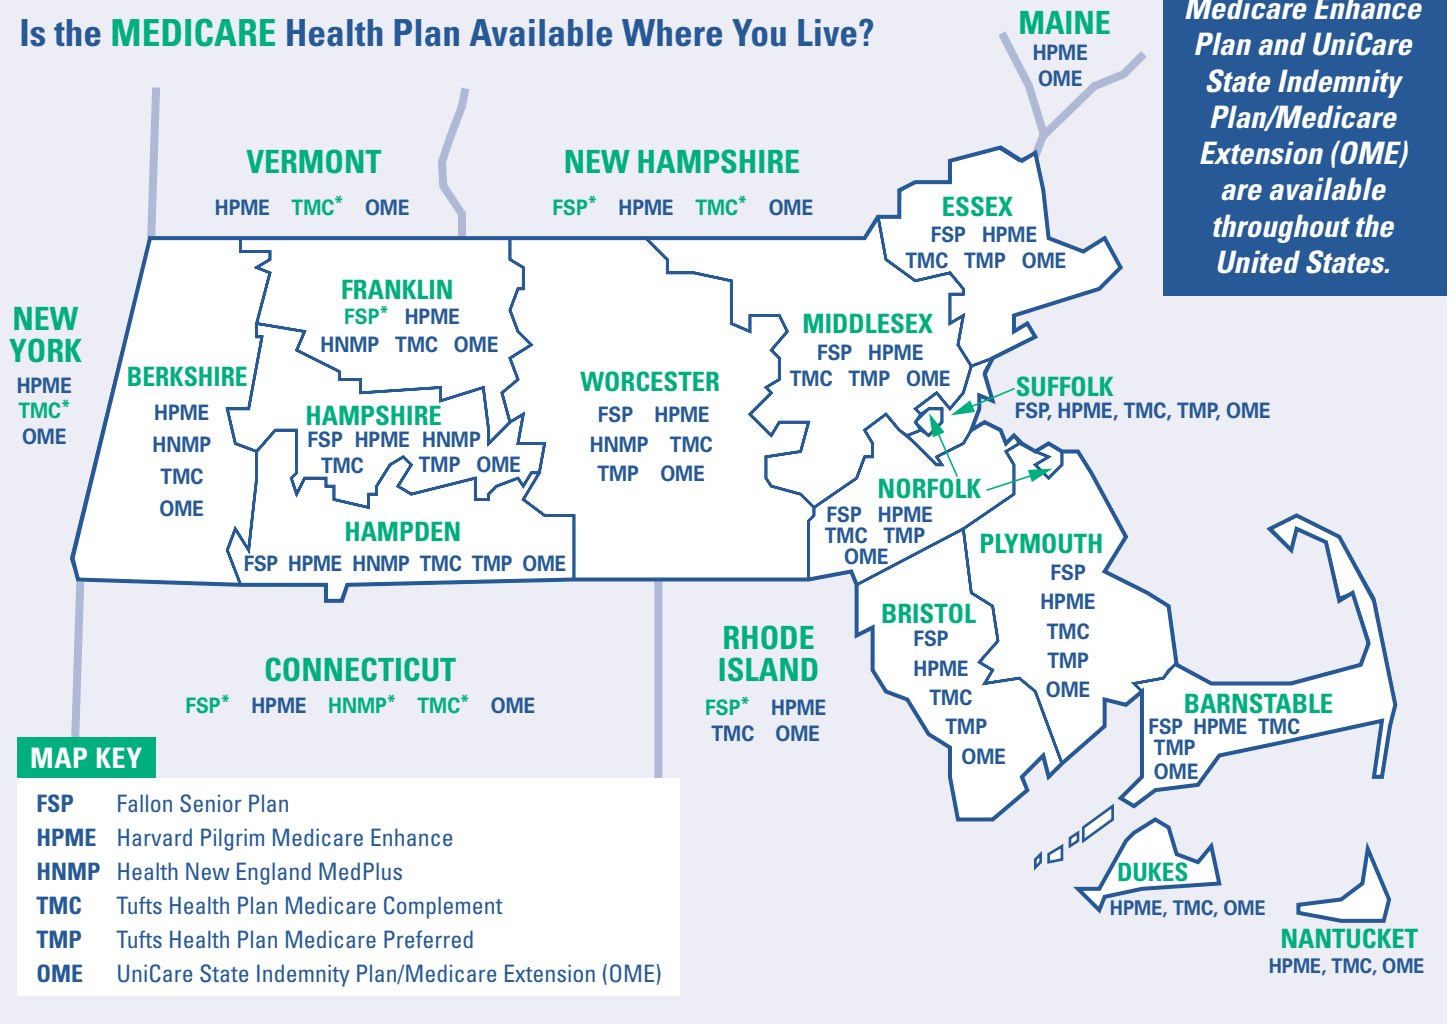 Is the MEDICARE Health Plan Available Where You Live?
MAINE
HPME
OME
Medicare Enhance
Plan and UniCare
State Indemnity
Plan/Medicare
Extension (OME)
are available
throughout the
United States.
VERMONT
HPME TMC* OME
NEW HAMPSHIRE
FSP* HPME TMC* OME
ESSEX
FSP HPME
TMC TMP OME
NEW
YORK
HPME
TMC*
OME
BERKSHIRE
HPME
HNMP
TMC
OME
FRANKLIN
FSP* HPME
HNMP TMC OME
HAMPSHIRE
FSP HPME HNMP
TMC TMP OME
HAMPDEN
FSP HPME HNMP TMC TMP OME
WORCESTER
FSP HPME
HNMP TMC
TMP OME
MIDDLESEX
FSP HPME
TMC TMP OME
SUFFOLK
FSP, HPME, TMC, TMP, OME
NORFOLK
FSP HPME
TMC TMP
OME
PLYMOUTH
FSP
HPME
TMC
TMP
OME
BRISTOL
FSP
HPME
TMC
TMP
OME
BARNSTABLE
FSP HPME TMC
TMP
OME
CONNECTICUT
FSP* HPME HNMP* TMC* OME
RHODE
ISLAND
FSP* HPME
TMC OME
DUKES
HPME, TMC, OME
NANTUCKET
HPME, TMC, OME
MAP KEY
FSP Fallon Senior Plan
HPME Harvard Pilgrim Medicare Enhance
HNMP Health New England MedPlus
TMC Tufts Health Plan Medicare Complement
TMP Tufts Health Plan Medicare Preferred
OME UniCare State Indemnity Plan/Medicare Extension (OME)